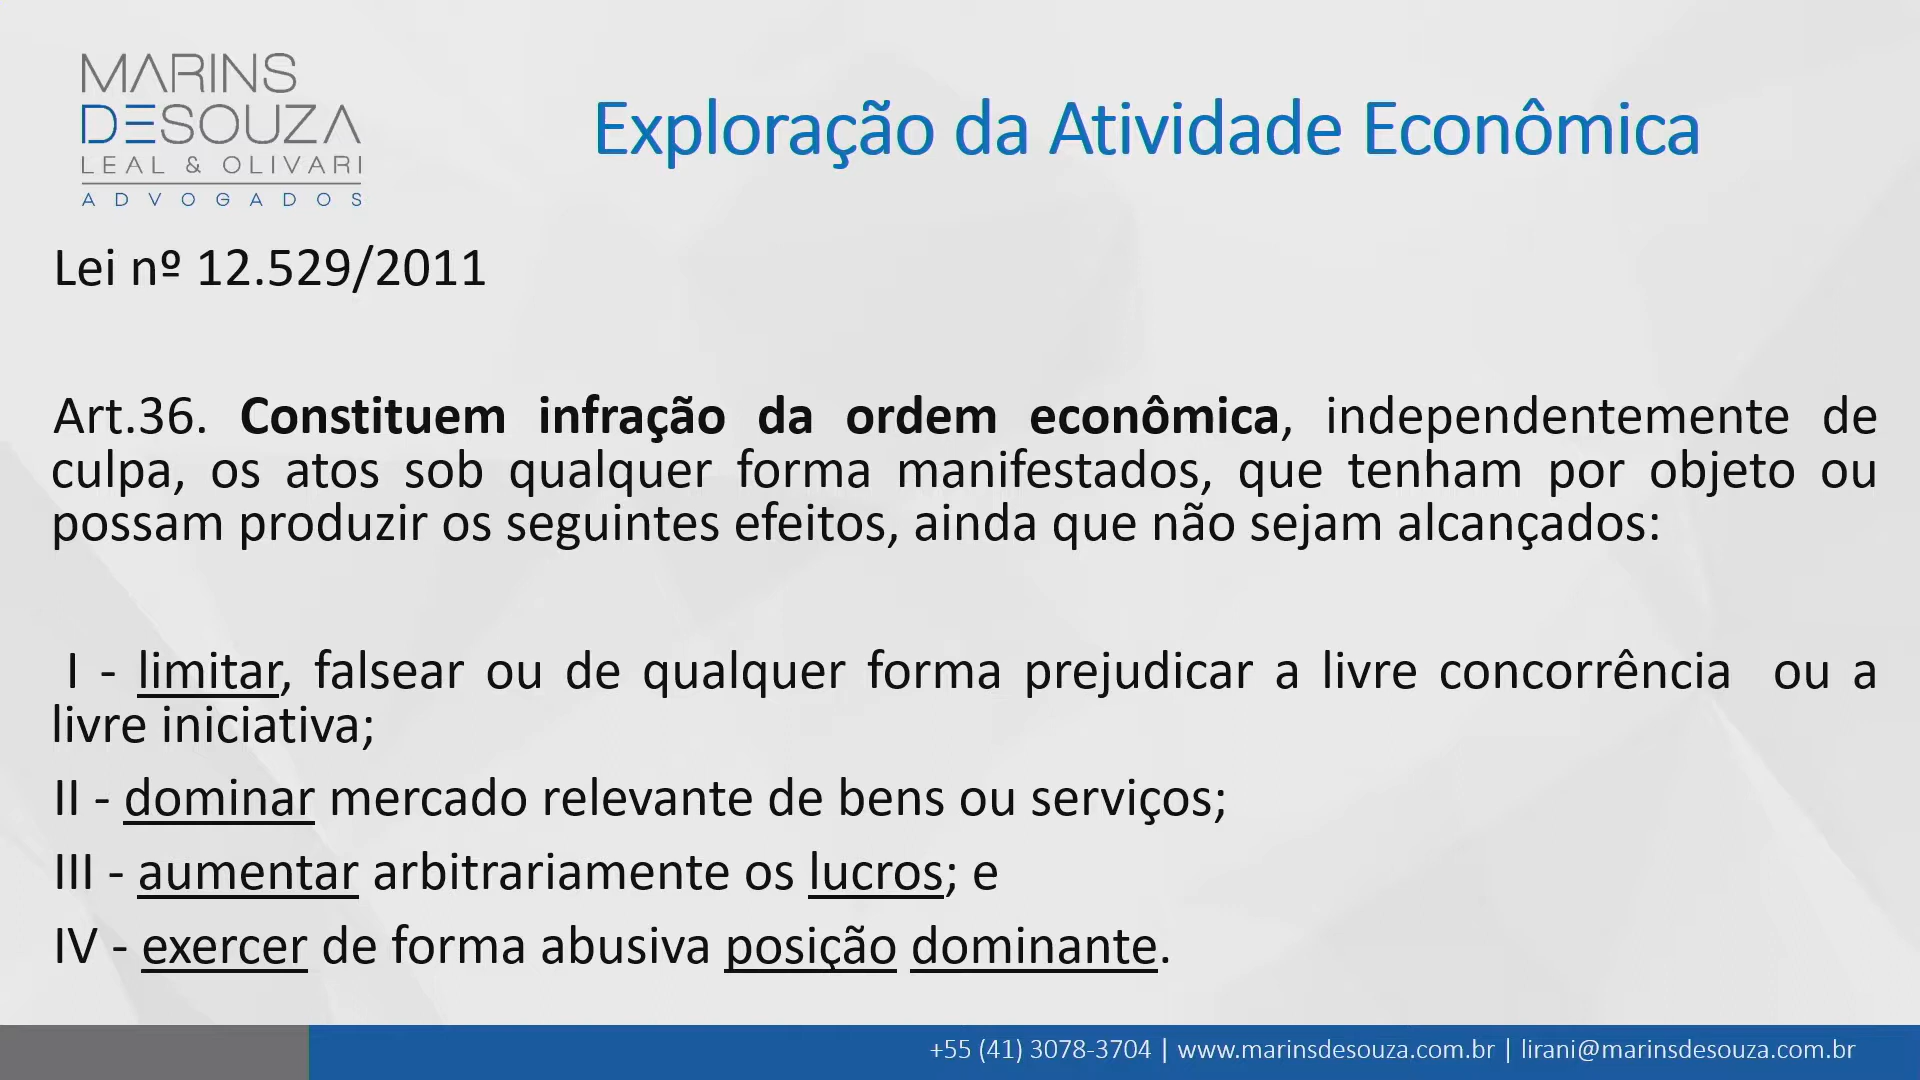 MARINS
DESOUZA
LEAL & OLIVARI
ADVOGADOS
Exploração da Atividade Econômica
Lei nº 12.529/2011
Art.36. Constituem infração da ordem econômica, independentemente de
culpa, os atos sob qualquer forma manifestados, que tenham por objeto ou
possam produzir os seguintes efeitos, ainda que não sejam alcançados:
I - limitar, falsear ou de qualquer forma prejudicar a livre concorrência ou a
livre iniciativa;
II - dominar mercado relevante de bens ou serviços;
III - aumentar arbitrariamente os lucros; e
IV - exercer de forma abusiva posição dominante.
+55 (41) 3078-3704 | www.marinsdesouza.com.br | lirani@marinsdesouza.com.br